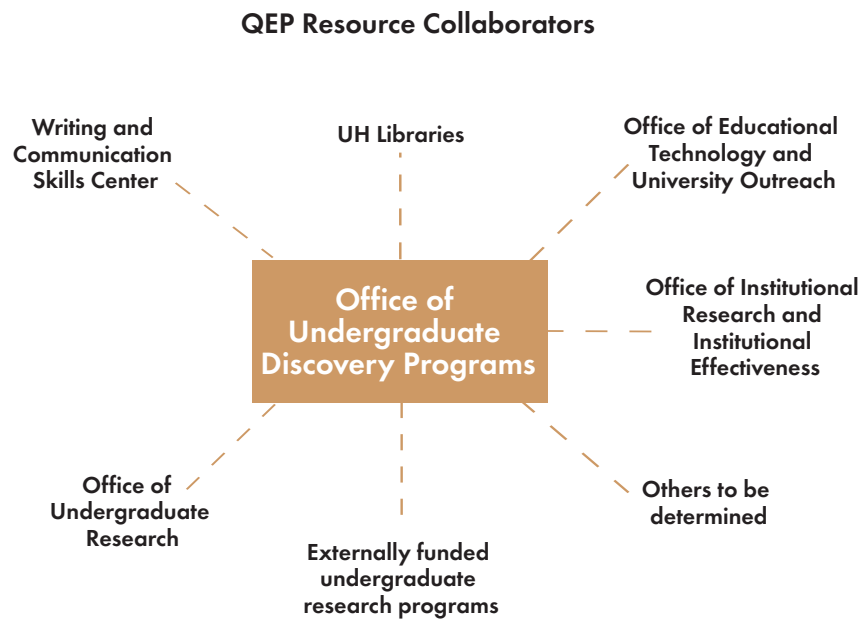 QEP Resource Collaborators
Writing and
Communication
Skills Center
UH Libraries
Office of Educational
Technology and
University Outreach
Office of
Undergraduate
Discovery Programs
Office of Institutional
Research and
Institutional
Effectiveness
Office of
Undergraduate
Research
Externally funded
undergraduate
research programs
Others to be
determined